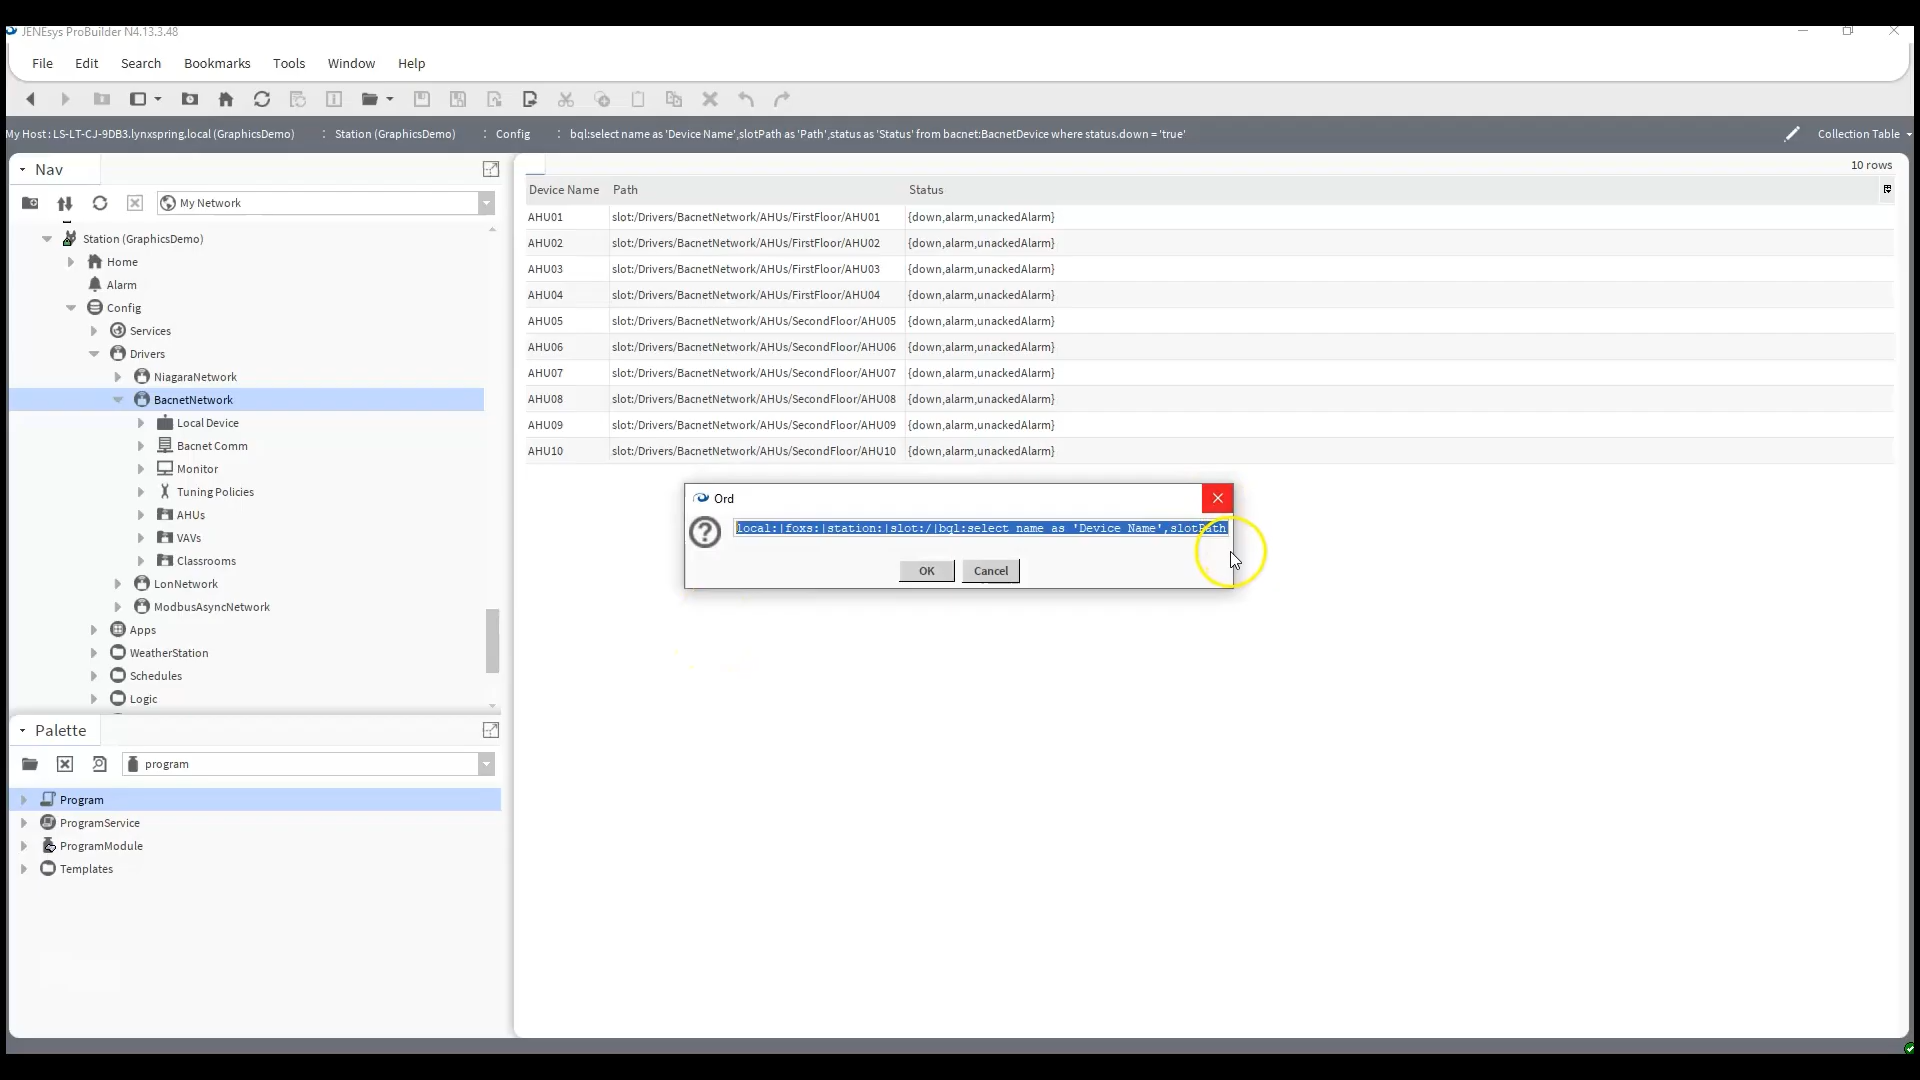 JENEsys ProBuilder N4.13.3.48
File Edit Search Bookmarks Tools Window Help
My Host : LS-LT-CJ-9DB3.lynxspring.local (GraphicsDemo) : Station (GraphicsDemo) : Config : bql:select name as 'Device Name',slotPath as 'Path',status as 'Status' from bacnet:BacnetDevice where status.down = 'true' Collection Table
Nav
My Network
Station (GraphicsDemo)
Home
Alarm
Config
Services
Drivers
NiagaraNetwork
BacnetNetwork
Local Device
Bacnet Comm
Monitor
Tuning Policies
AHUs
VAVs
Classrooms
LonNetwork
ModbusAsyncNetwork
Apps
WeatherStation
Schedules
Logic
Palette
program
Program
ProgramService
ProgramModule
Templates
10 rows
Device Name Path Status
AHU01 slot:/Drivers/BacnetNetwork/AHUs/FirstFloor/AHU01 {down,alarm,unackedAlarm}
AHU02 slot:/Drivers/BacnetNetwork/AHUs/FirstFloor/AHU02 {down,alarm,unackedAlarm}
AHU03 slot:/Drivers/BacnetNetwork/AHUs/FirstFloor/AHU03 {down,alarm,unackedAlarm}
AHU04 slot:/Drivers/BacnetNetwork/AHUs/FirstFloor/AHU04 {down,alarm,unackedAlarm}
AHU05 slot:/Drivers/BacnetNetwork/AHUs/SecondFloor/AHU05 {down,alarm,unackedAlarm}
AHU06 slot:/Drivers/BacnetNetwork/AHUs/SecondFloor/AHU06 {down,alarm,unackedAlarm}
AHU07 slot:/Drivers/BacnetNetwork/AHUs/SecondFloor/AHU07 {down,alarm,unackedAlarm}
AHU08 slot:/Drivers/BacnetNetwork/AHUs/SecondFloor/AHU08 {down,alarm,unackedAlarm}
AHU09 slot:/Drivers/BacnetNetwork/AHUs/SecondFloor/AHU09 {down,alarm,unackedAlarm}
AHU10 slot:/Drivers/BacnetNetwork/AHUs/SecondFloor/AHU10 {down,alarm,unackedAlarm}
Ord
local:|foxs:|station:|slot:/|bql:select name as 'Device Name',slotPath
OK Cancel